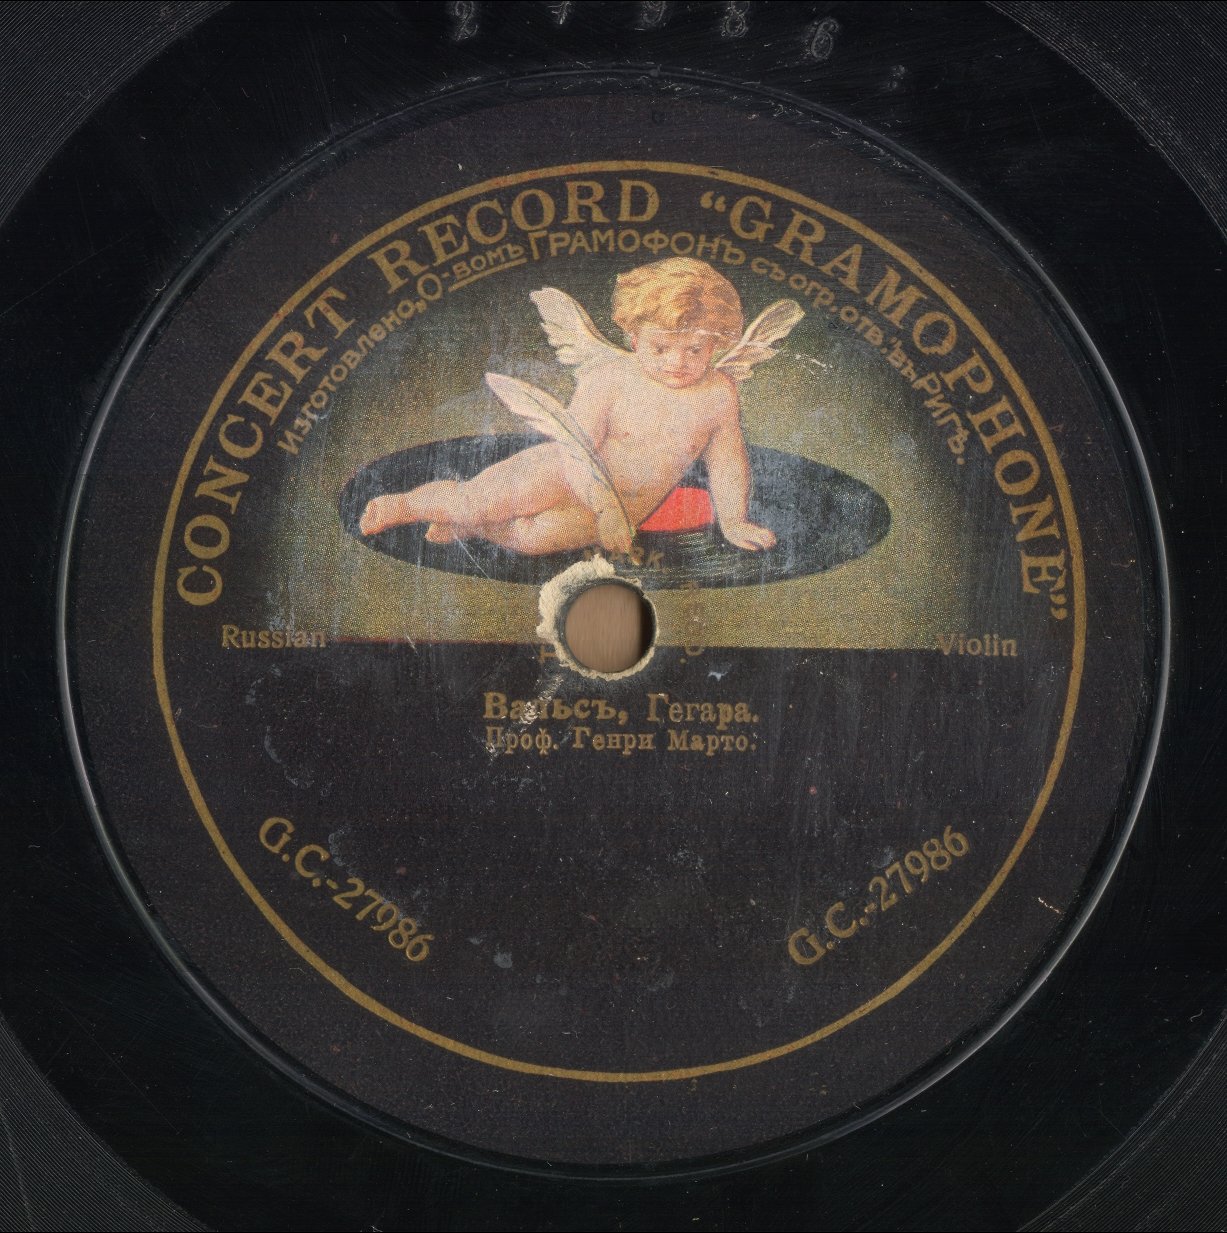 27986
CONCERT RECORD “GRAMOPHONE”
Изготовлено „О-вомъ ГРАМОФОНЪ съ огр. отв.“ въ РИГѢ.
Russian
Violin
Вальсъ, Гегара.
Проф. Генри Марто.
G.C.-27986
G.C.-27986